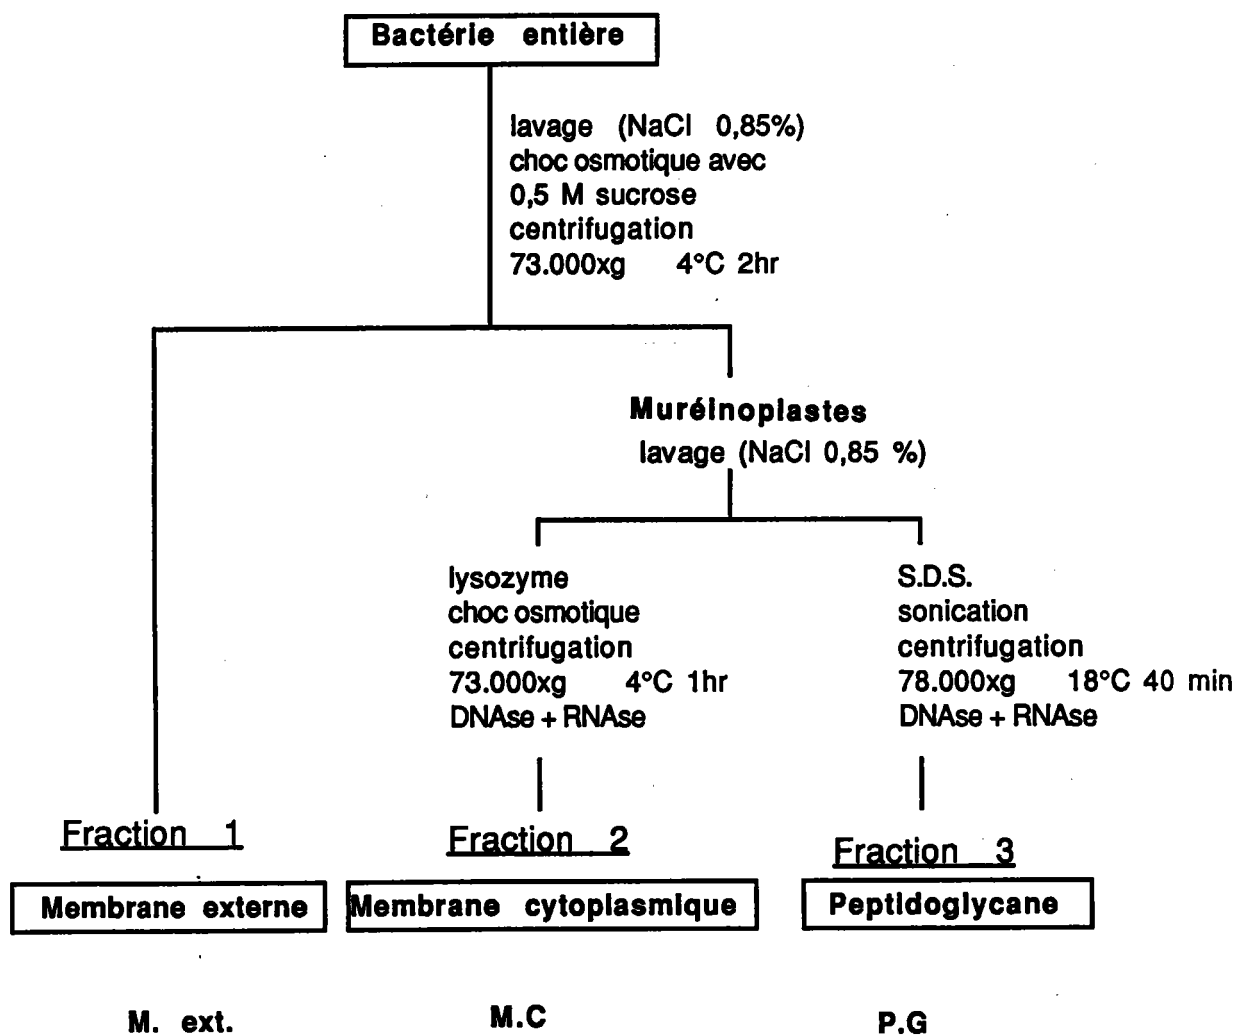 Bactérie entière
lavage (NaCl 0,85%)
choc osmotique avec
0,5 M sucrose
centrifugation
73.000xg 4°C 2hr
Muréinoplastes
lavage (NaCl 0,85 %)
lysozyme
choc osmotique
centrifugation
73.000xg 4°C 1hr
DNAse + RNAse
S.D.S.
sonication
centrifugation
78.000xg 18°C 40 min
DNAse + RNAse
Fraction 1
Fraction 2
Fraction 3
Membrane externe
Membrane cytoplasmique
Peptidoglycane
M. ext.
M.C
P.G